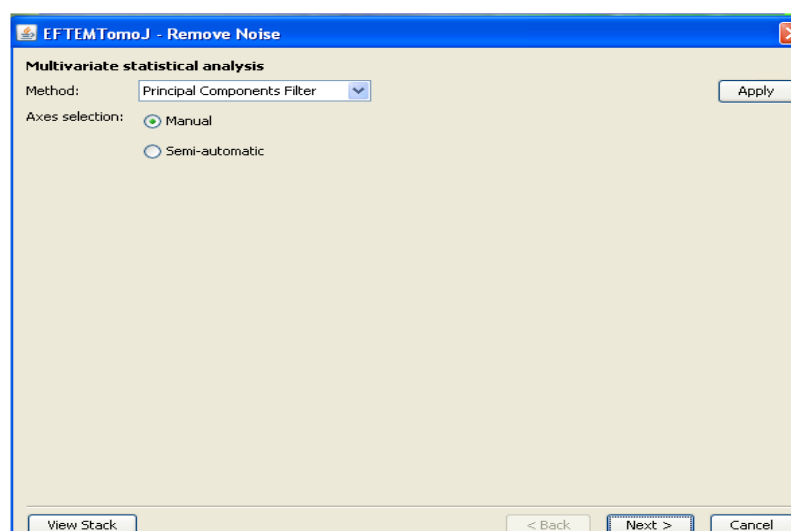 EFTEMTomoJ - Remove Noise
Multivariate statistical analysis
Method: Principal Components Filter Apply
Axes selection: Manual
Semi-automatic
View Stack < Back Next > Cancel